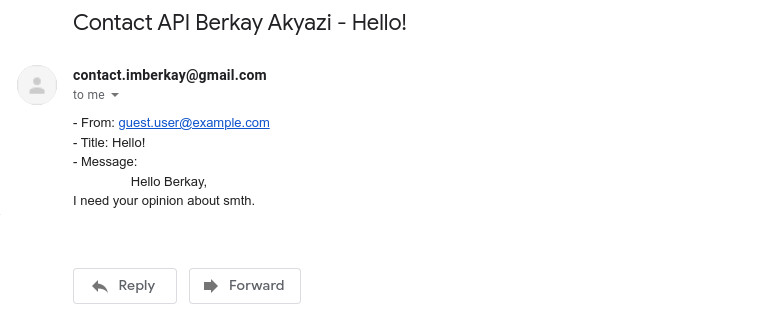 Contact API Berkay Akyazi - Hello!
contact.imberkay@gmail.com
to me
- From: guest.user@example.com
- Title: Hello!
- Message:
Hello Berkay,
I need your opinion about smth.
Reply
Forward